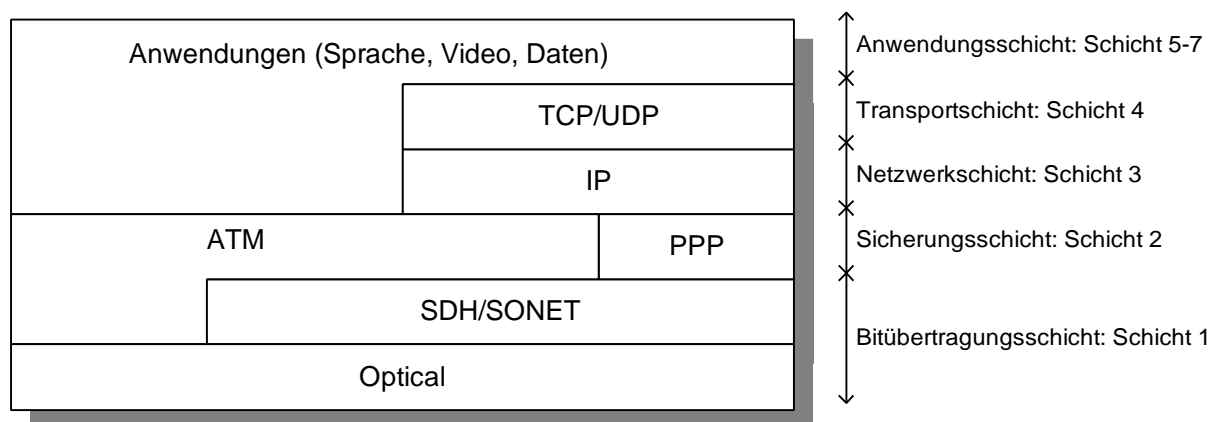 Anwendungen (Sprache, Video, Daten)
Anwendungsschicht: Schicht 5-7
TCP/UDP
Transportschicht: Schicht 4
IP
Netzwerkschicht: Schicht 3
ATM
PPP
Sicherungsschicht: Schicht 2
SDH/SONET
Bitübertragungsschicht: Schicht 1
Optical